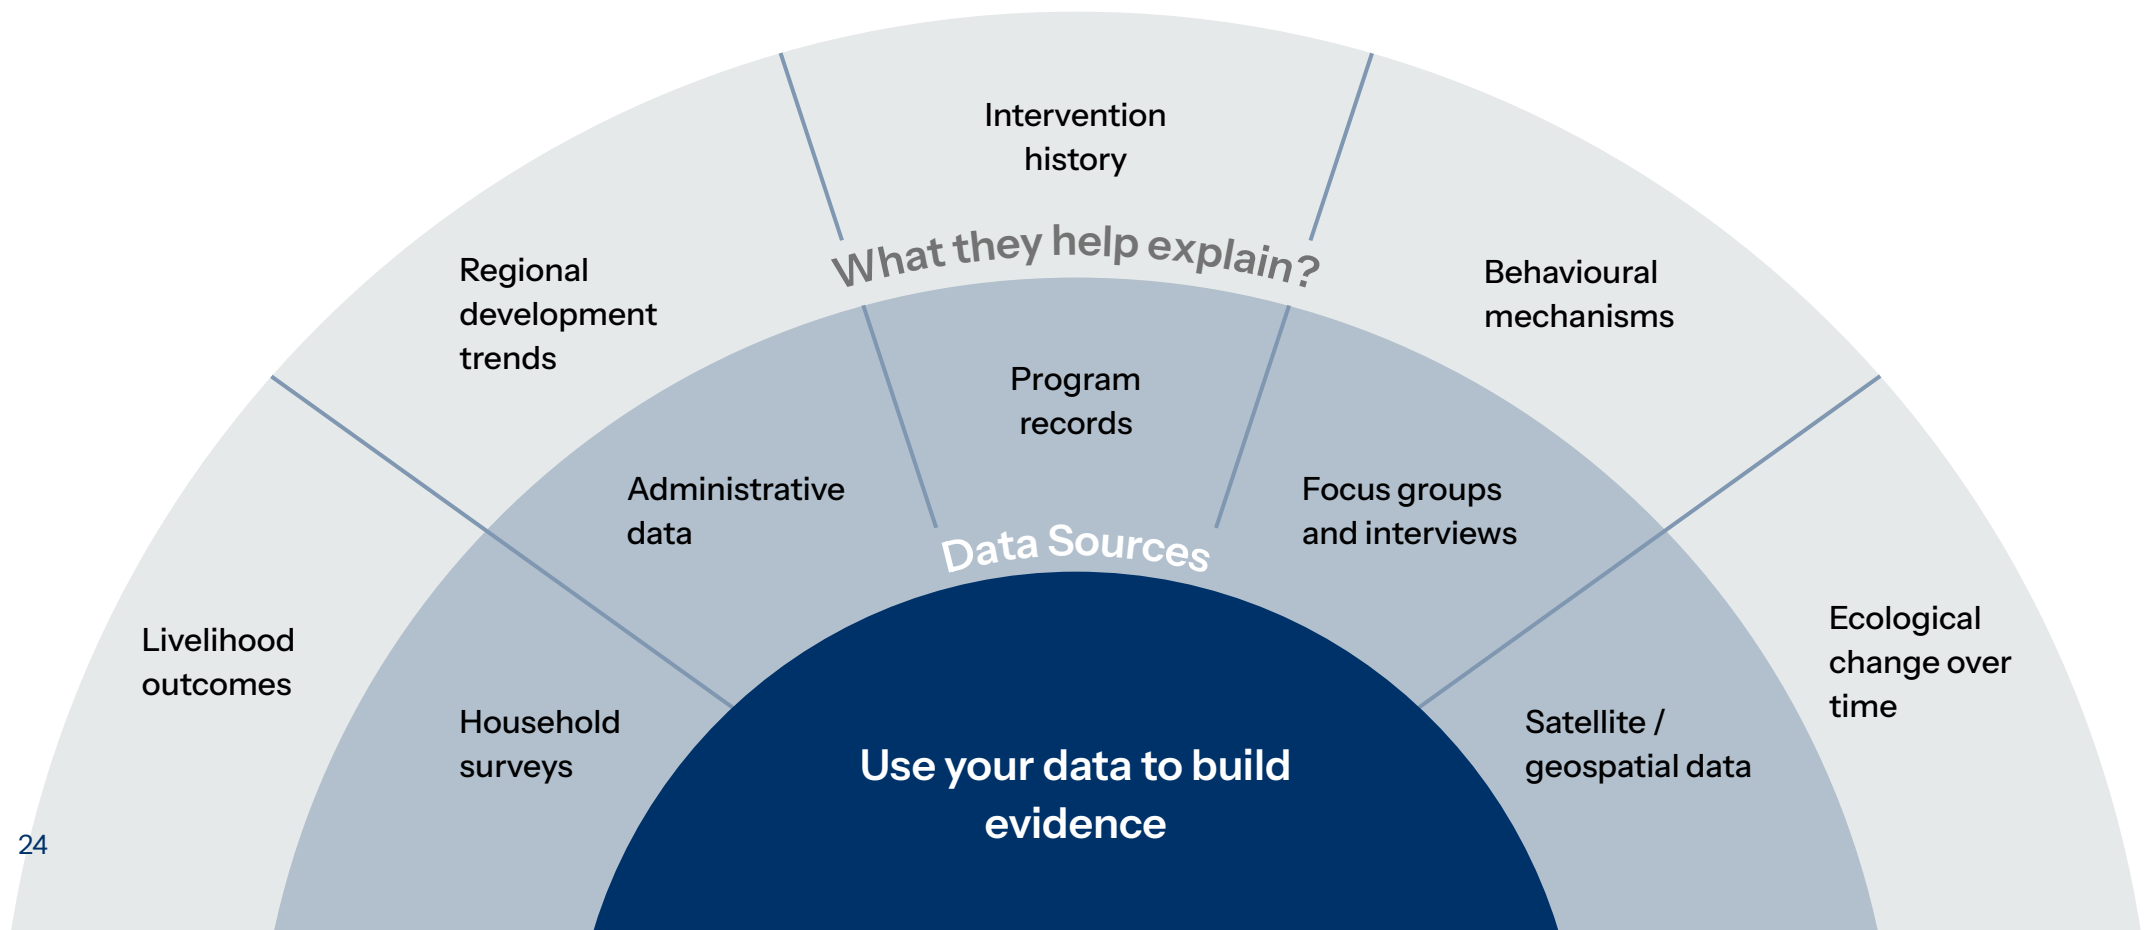 Intervention
history
What they help explain?
Regional
development
trends
Behavioural
mechanisms
Program
records
Administrative
data
Focus groups
and interviews
Data Sources
Livelihood
outcomes
Ecological
change over
time
Household
surveys
Satellite /
geospatial data
Use your data to build
evidence
24